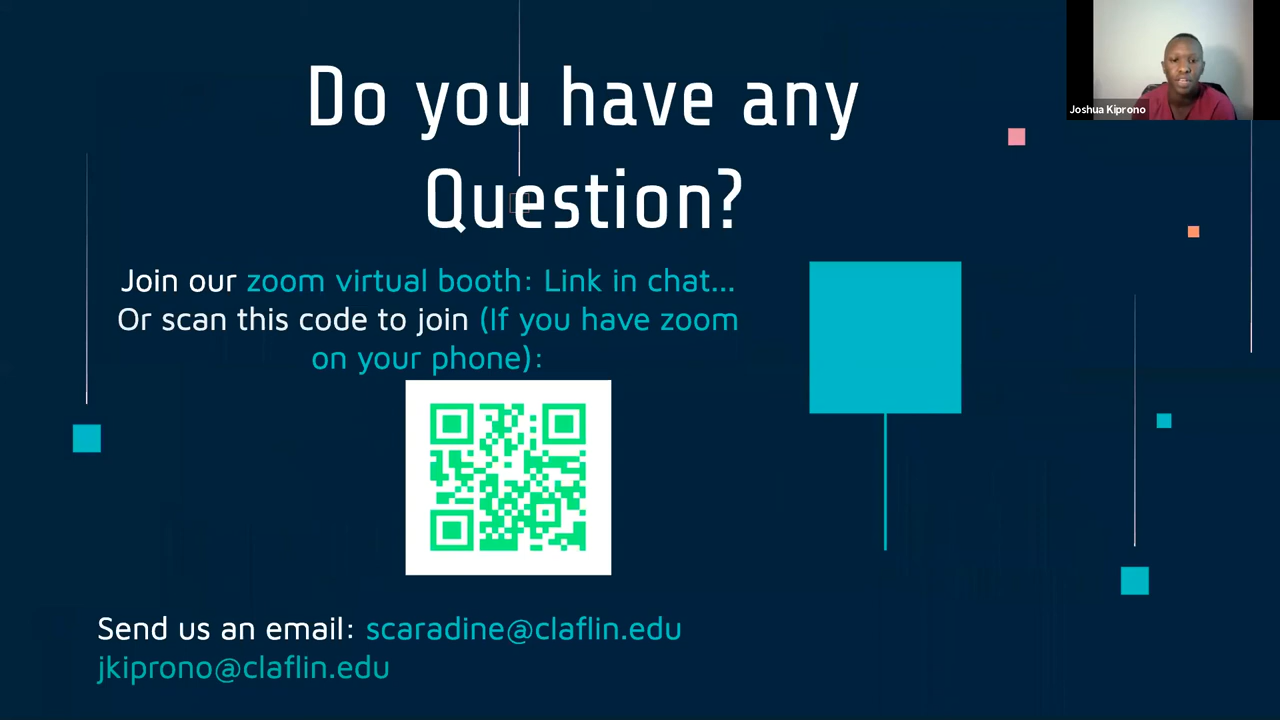 Do you have any
Question?
Joshua Kiprono
Join our zoom virtual booth: Link in chat...
Or scan this code to join (If you have zoom
on your phone):
Send us an email: scaradine@claflin.edu
jkiprono@claflin.edu